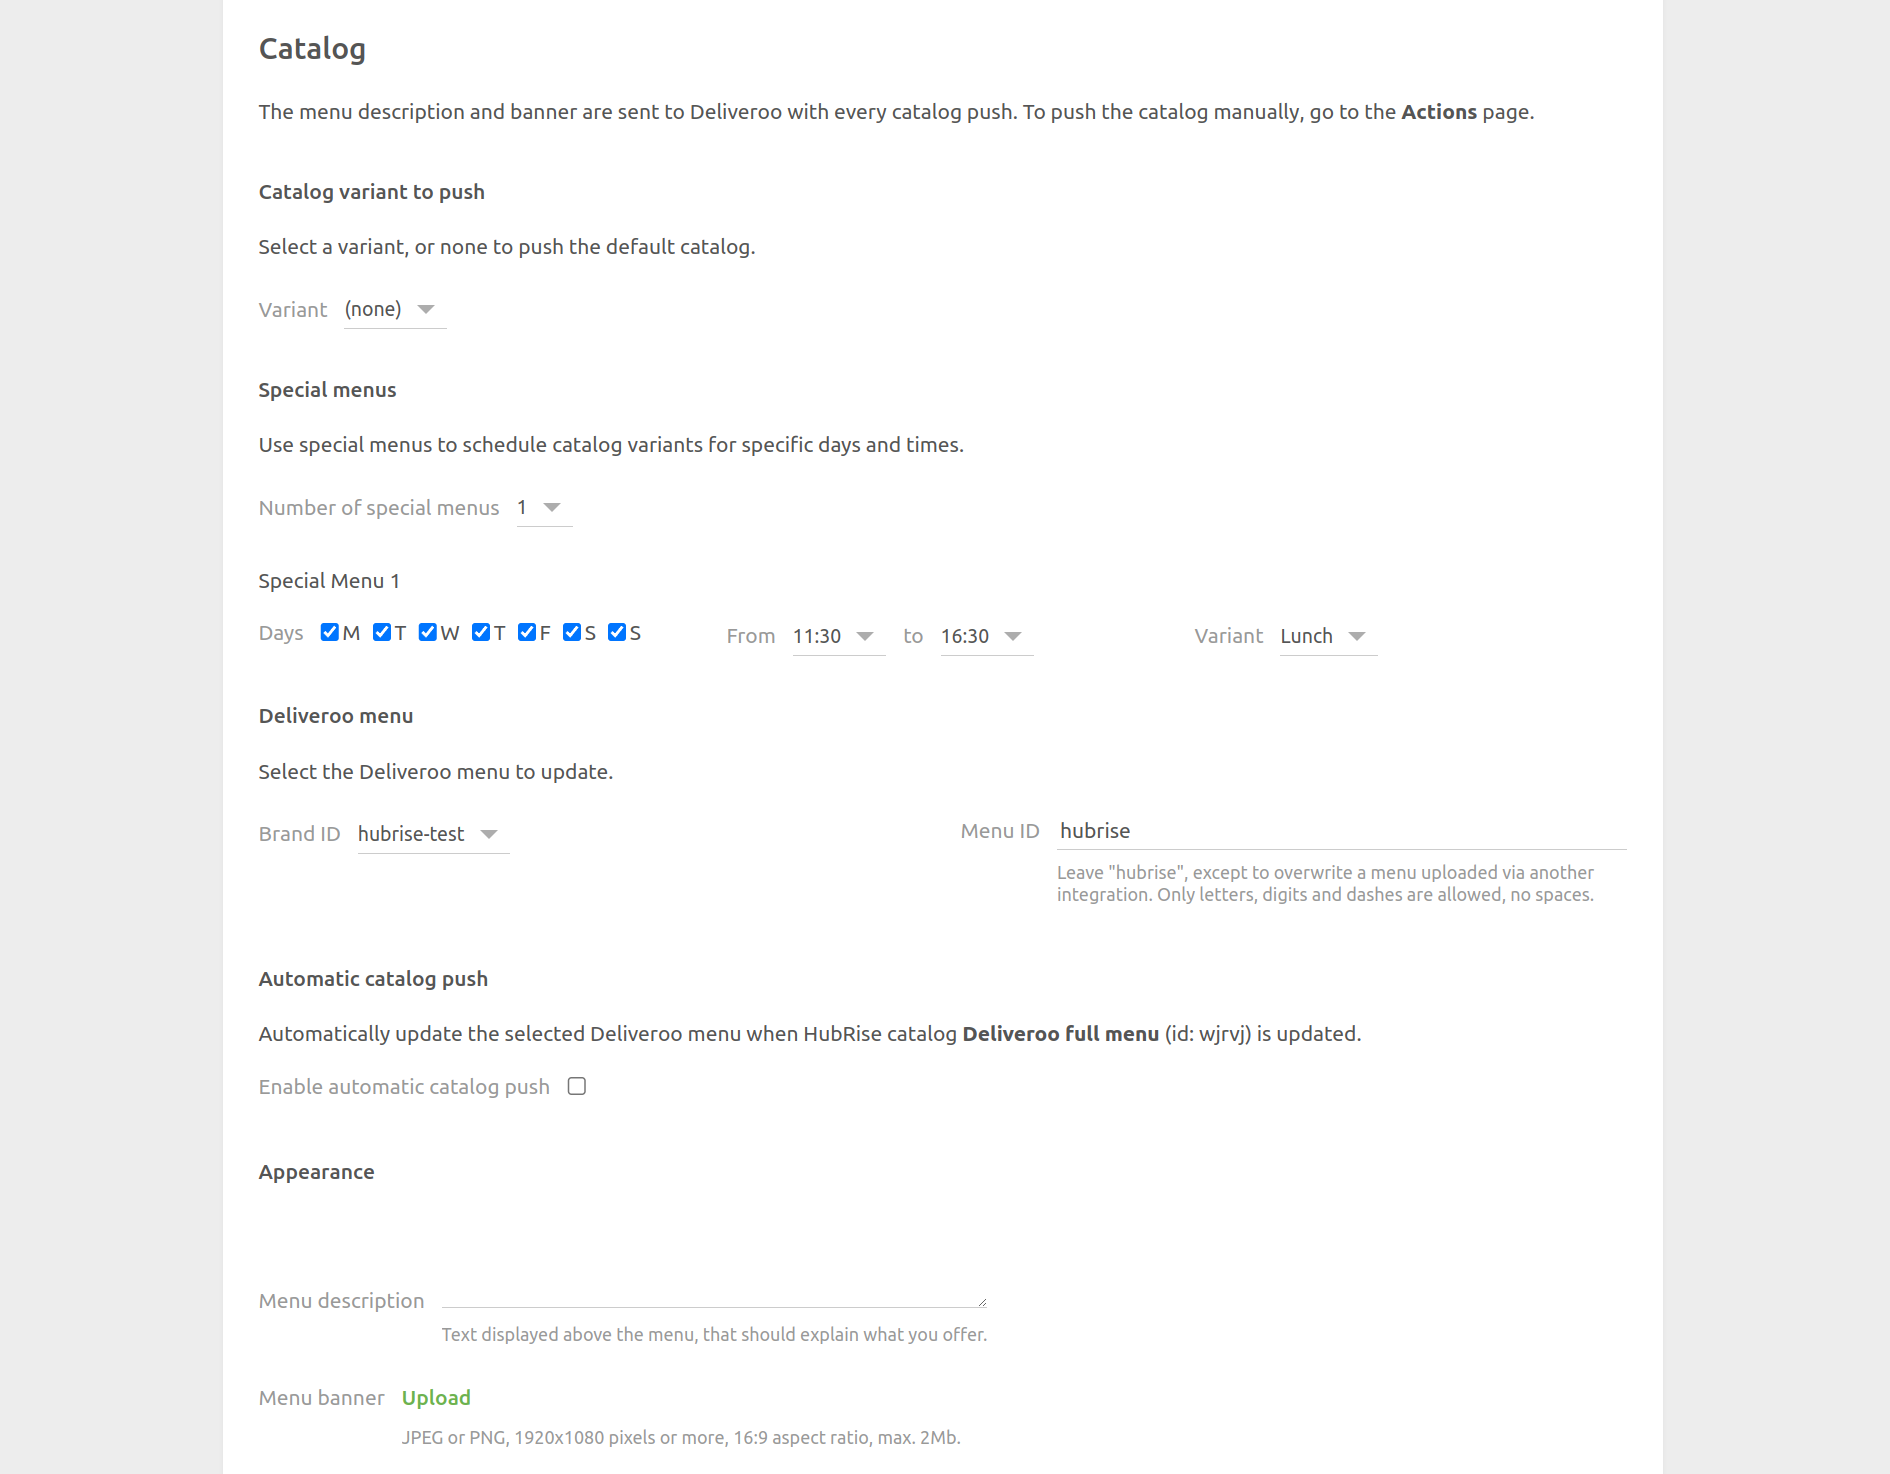 Catalog
The menu description and banner are sent to Deliveroo with every catalog push. To push the catalog manually, go to the Actions page.
Catalog variant to push
Select a variant, or none to push the default catalog.
Variant (none)
Special menus
Use special menus to schedule catalog variants for specific days and times.
Number of special menus 1
Special Menu 1
Days M T W T F S S From 11:30 to 16:30 Variant Lunch
Deliveroo menu
Select the Deliveroo menu to update.
Brand ID hubrise-test Menu ID hubrise
Leave "hubrise", except to overwrite a menu uploaded via another
integration. Only letters, digits and dashes are allowed, no spaces.
Automatic catalog push
Automatically update the selected Deliveroo menu when HubRise catalog Deliveroo full menu (id: wjrvj) is updated.
Enable automatic catalog push
Appearance
Menu description
Text displayed above the menu, that should explain what you offer.
Menu banner Upload
JPEG or PNG, 1920x1080 pixels or more, 16:9 aspect ratio, max. 2Mb.